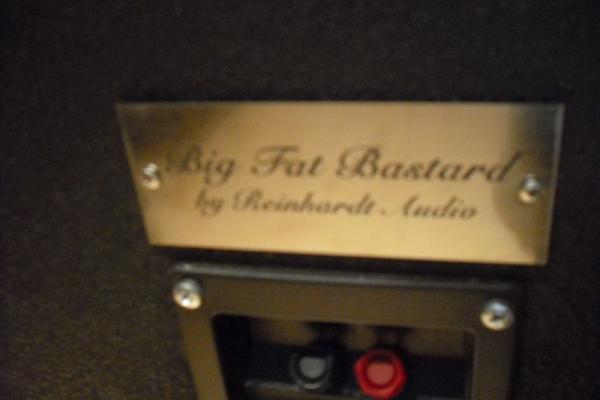 Big Fat Bastard
by Reinhardt Audio